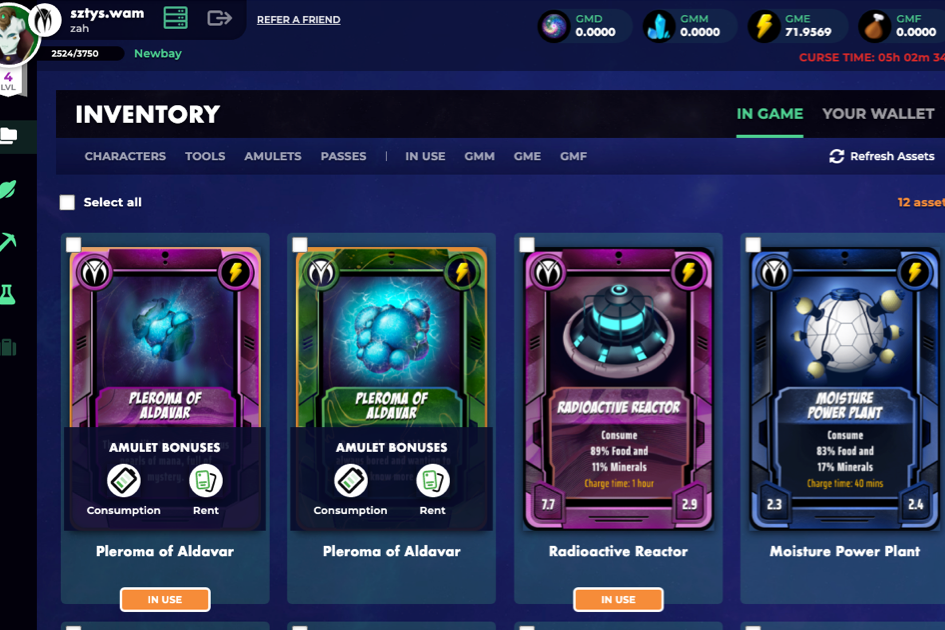 sztys.wam
zah
REFER A FRIEND
GMD
0.0000
GMM
0.0000
GME
71.9569
GMF
0.0000
2524/3750
Newbay
CURSE TIME: 05h 02m 34
4
LVL
INVENTORY
IN GAME
YOUR WALLET
CHARACTERS
TOOLS
AMULETS
PASSES
|
IN USE
GMM
GME
GMF
Refresh Assets
Select all
12 asset
PLEROMA OF
ALDAVAR
AMULET BONUSES
Consumption
Rent
Pleroma of Aldavar
IN USE
PLEROMA OF
ALDAVAR
AMULET BONUSES
Consumption
Rent
Pleroma of Aldavar
RADIOACTIVE REACTOR
Consume
89% Food and
11% Minerals
Charge time: 1 hour
7.7
2.9
Radioactive Reactor
IN USE
MOISTURE
POWER PLANT
Consume
83% Food and
17% Minerals
Charge time: 40 mins
2.3
2.4
Moisture Power Plant